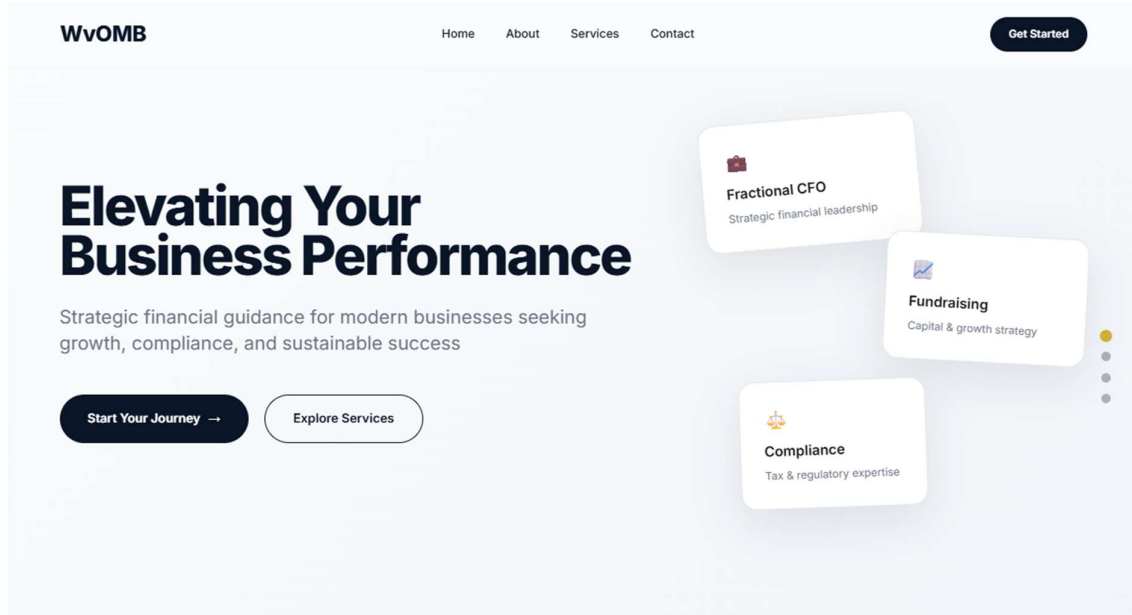 WvOMB
Home
About
Services
Contact
Get Started
Elevating Your
Business Performance
Strategic financial guidance for modern businesses seeking
growth, compliance, and sustainable success
Start Your Journey →
Explore Services
Fractional CFO
Strategic financial leadership
Fundraising
Capital & growth strategy
Compliance
Tax & regulatory expertise